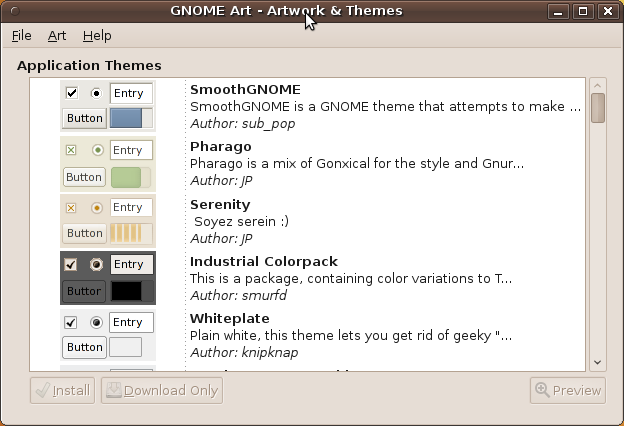 GNOME Art - Artwork & Themes
File Art Help
Application Themes
Entry
Button
SmoothGNOME
SmoothGNOME is a GNOME theme that attempts to make ...
Author: sub_pop
Entry
Button
Pharago
Pharago is a mix of Gonxical for the style and Gnur...
Author: JP
Entry
Button
Serenity
Soyez serein :)
Author: JP
Entry
Button
Industrial Colorpack
This is a package, containing color variations to T...
Author: smurfd
Entry
Button
Whiteplate
Plain white, this theme lets you get rid of geeky "...
Author: knipknap
Install Download Only Preview